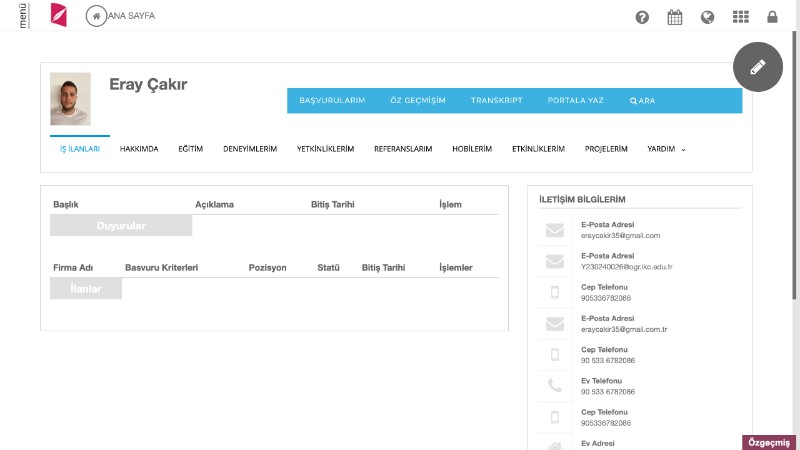 menü
ANA SAYFA
Eray Çakır
BAŞVURULARIM ÖZ GEÇMİŞİM TRANSKRIPT PORTALA YAZ ARA
İŞ İLANLARI HAKKIMDA EĞİTİM DENEYİMLERİM YETKİNLİKLERİM REFERANSLARIM HOBİLERİM ETKİNLİKLERİM PROJELERİM YARDIM
Başlık Açıklama Bitiş Tarihi İşlem
Duyurular
Firma Adı Basvuru Kriterleri Pozisyon Statü Bitiş Tarihi İşlemler
İlanlar
İLETİŞİM BİLGİLERİM
E-Posta Adresi
eraycakir35@gmail.com
E-Posta Adresi
Y230240026@ogr.ikc.edu.tr
Cep Telefonu
905336782086
E-Posta Adresi
eraycakir35@gmail.com.tr
Cep Telefonu
90 533 6782086
Ev Telefonu
90 533 6782086
Cep Telefonu
905336782086
Ev Adresi
Özgeçmiş